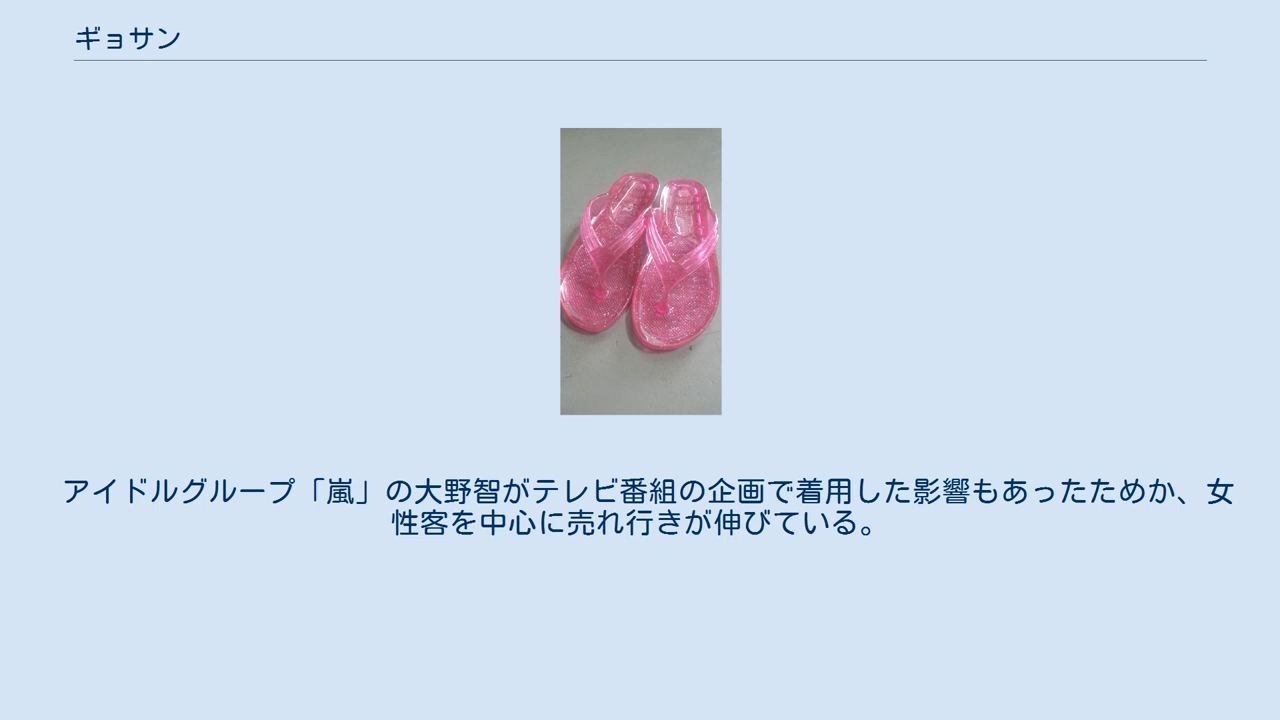 ギョサン
アイドルグループ「嵐」の大野智がテレビ番組の企画で着用した影響もあったためか、女
性客を中心に売れ行きが伸びている。